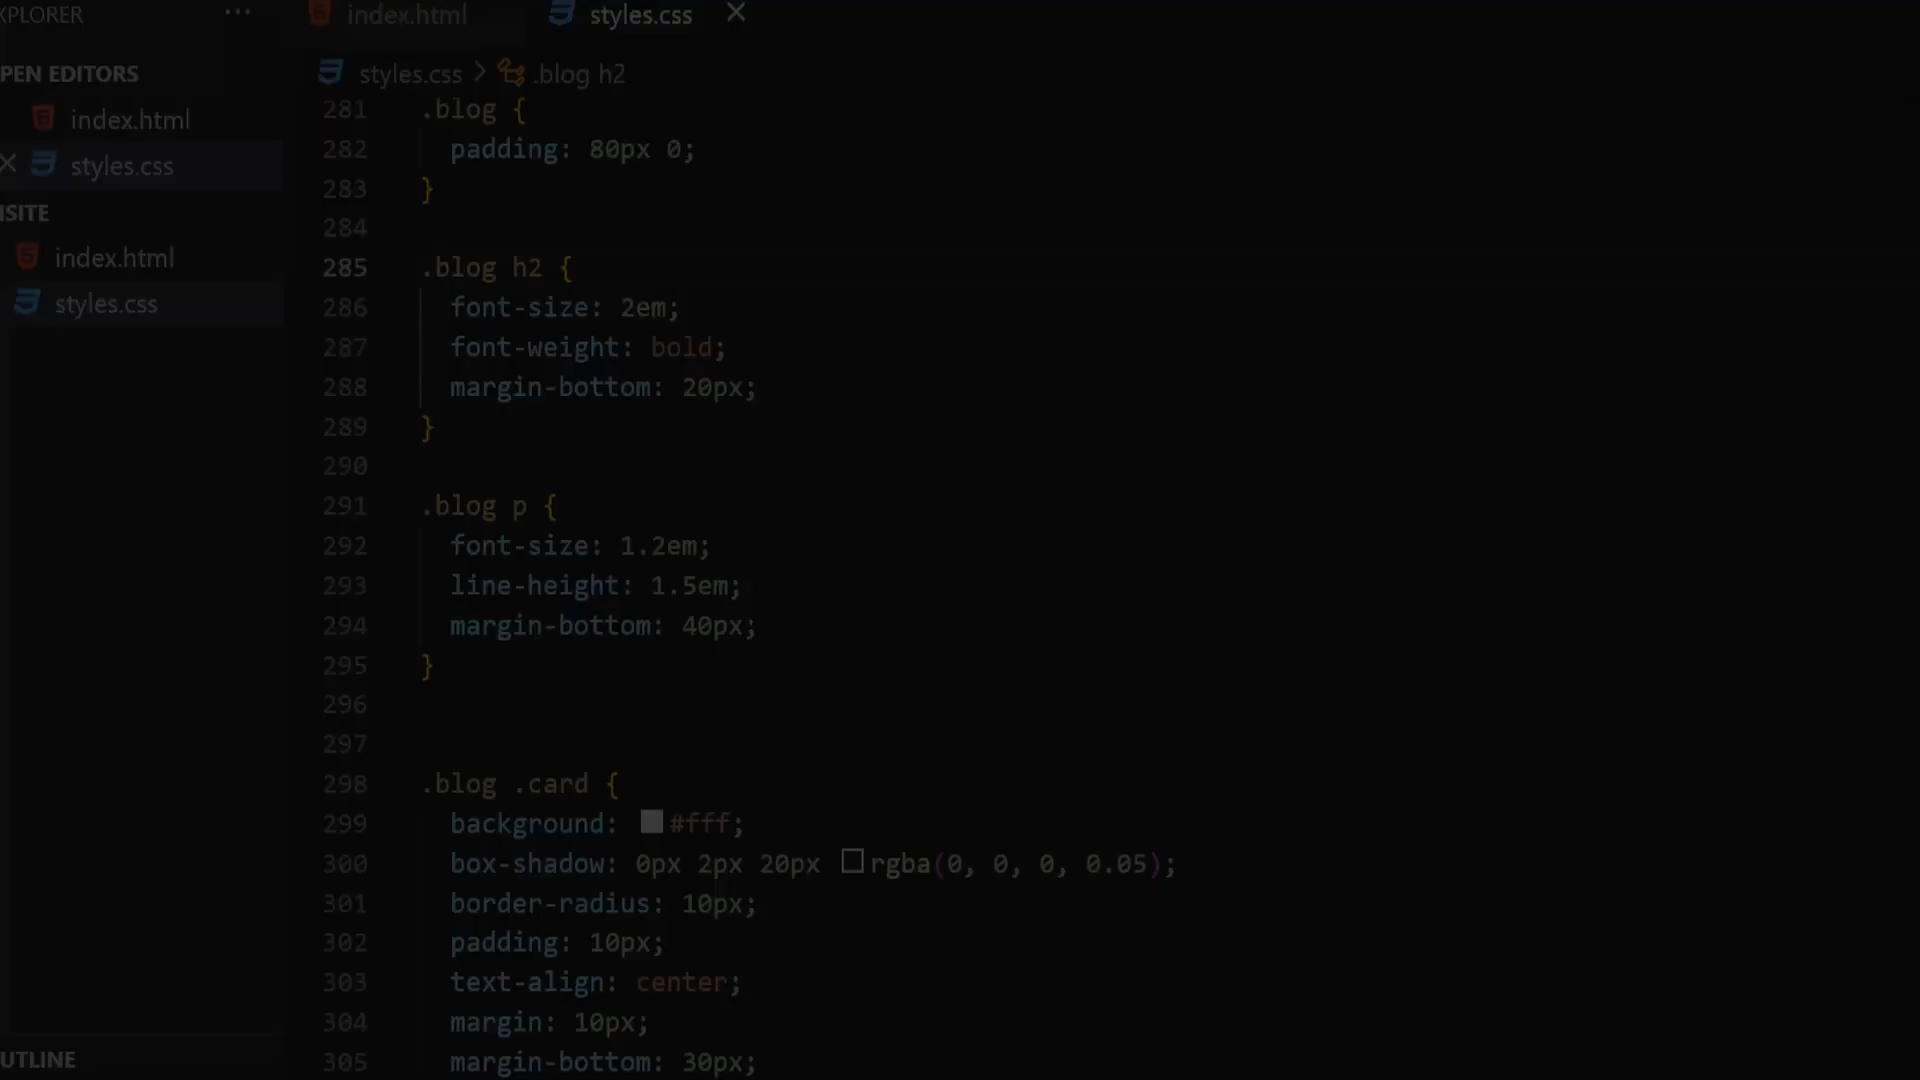 XPLORER ···
index.html
styles.css
PEN EDITORS
index.html
styles.css
ISITE
index.html
styles.css
UTLINE
styles.css > .blog h2
281 .blog {
282 padding: 80px 0;
283 }
284
285 .blog h2 {
286 font-size: 2em;
287 font-weight: bold;
288 margin-bottom: 20px;
289 }
290
291 .blog p {
292 font-size: 1.2em;
293 line-height: 1.5em;
294 margin-bottom: 40px;
295 }
296
297
298 .blog .card {
299 background: #fff;
300 box-shadow: 0px 2px 20px rgba(0, 0, 0, 0.05);
301 border-radius: 10px;
302 padding: 10px;
303 text-align: center;
304 margin: 10px;
305 margin-bottom: 30px;